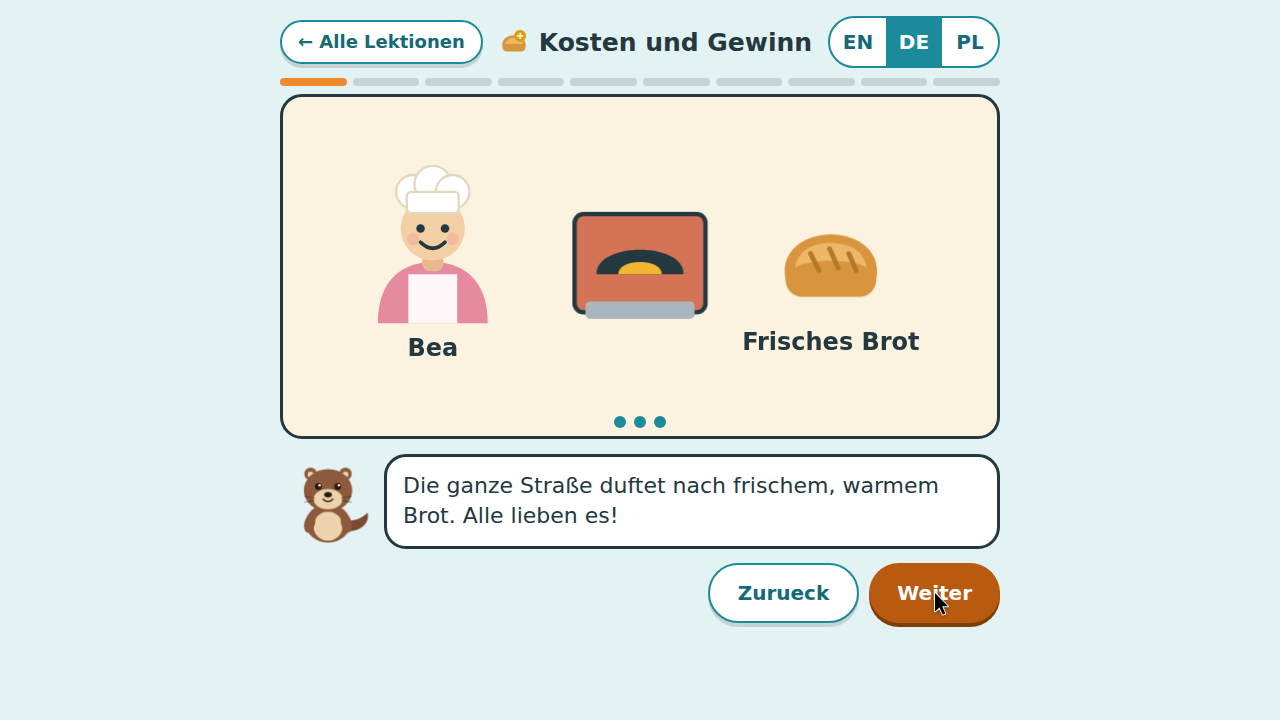 ← Alle Lektionen
Kosten und Gewinn
EN DE PL
Bea
Frisches Brot
Die ganze Straße duftet nach frischem, warmem
Brot. Alle lieben es!
Zurueck
Weiter